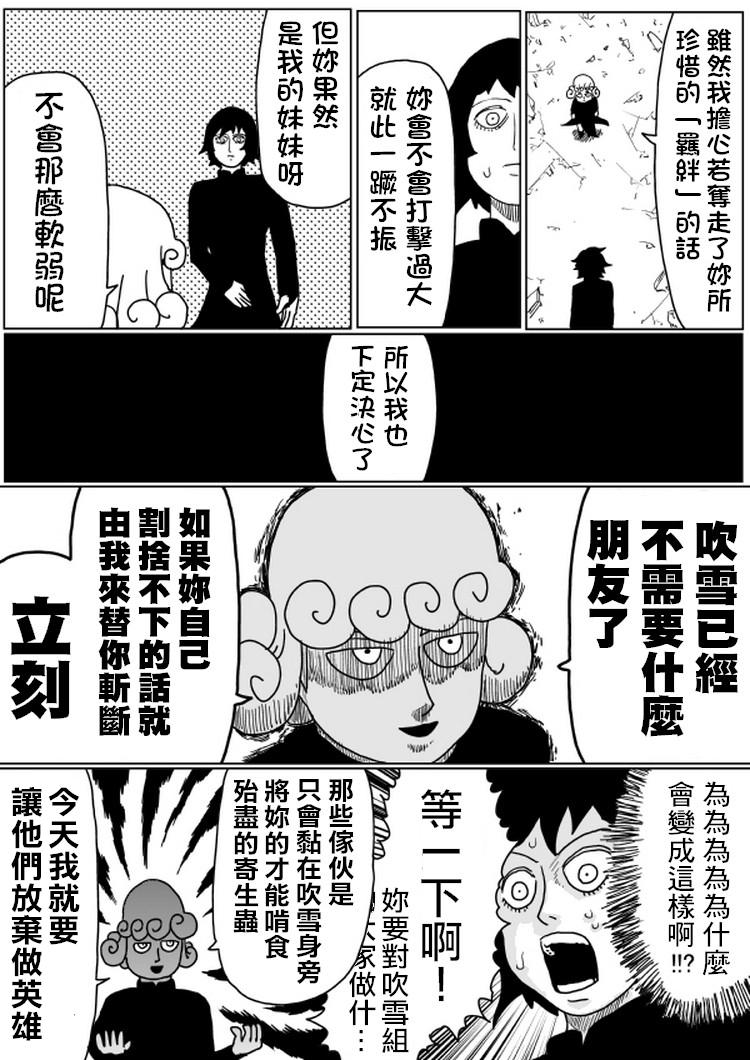 雖然我擔心若奪走了妳所
珍惜的「羈絆」的話
妳會不會打擊過大
就此一蹶不振
但妳果然
是我的妹妹呀
不會那麼軟弱呢
所以我也
下定決心了
吹雪已經
不需要什麼
朋友了
如果妳自己
割捨不下的話就
由我來替你斬斷
立刻
為為為為為什麼
會變成這樣啊!!?
等一下啊！
妳要對吹雪組
大家做什…
那些傢伙是
只會黏在吹雪身旁
將妳的才能啃食
殆盡的寄生蟲
今天我就要
讓他們放棄做英雄